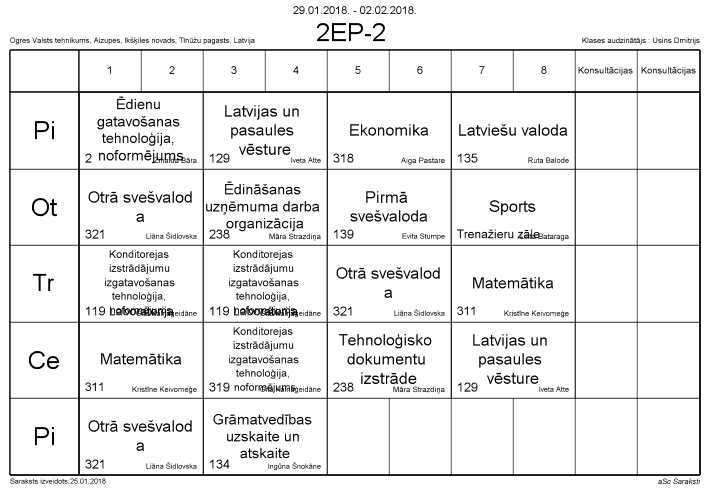 29.01.2018. - 02.02.2018.
2EP-2
Ogres Valsts tehnikums, Aizupes, Ikšķiles novads, Tīnūžu pagasts, Latvija
Klases audzinātājs : Usins Dmitrijs
1 2 3 4 5 6 7 8 Konsultācijas Konsultācijas
Pi
Ēdienu
gatavošanas
tehnoloģija,
noformējums
2 Bāra
Latvijas un
pasaules
vēsture
129 Iveta Atte
Ekonomika
318 Aiga Pastare
Latviešu valoda
135 Ruta Balode
Ot
Otrā svešvalod
a
321 Liāna Šidlovska
Ēdināšanas
uzņēmuma darba
organizācija
238 Māra Strazdiņa
Pirmā
svešvaloda
139 Evita Stumpe
Sports
Trenažieru zāle Bataraga
Tr
Konditorejas
izstrādājumu
izgatavošanas
tehnoloģija,
noformējums
119
Konditorejas
izstrādājumu
izgatavošanas
tehnoloģija,
noformējums
119
Otrā svešvalod
a
321 Liāna Šidlovska
Matemātika
311 Kristīne Keivomeģe
Ce
Matemātika
311 Kristīne Keivomeģe
Konditorejas
izstrādājumu
izgatavošanas
tehnoloģija,
noformējums
319
Tehnoloģisko
dokumentu
izstrāde
238 Māra Strazdiņa
Latvijas un
pasaules
vēsture
129 Iveta Atte
Pi
Otrā svešvalod
a
321 Liāna Šidlovska
Grāmatvedības
uzskaite un
atskaite
134 Ingūna Šnokāne
Saraksts izveidots:25.01.2018
aSc Saraksti